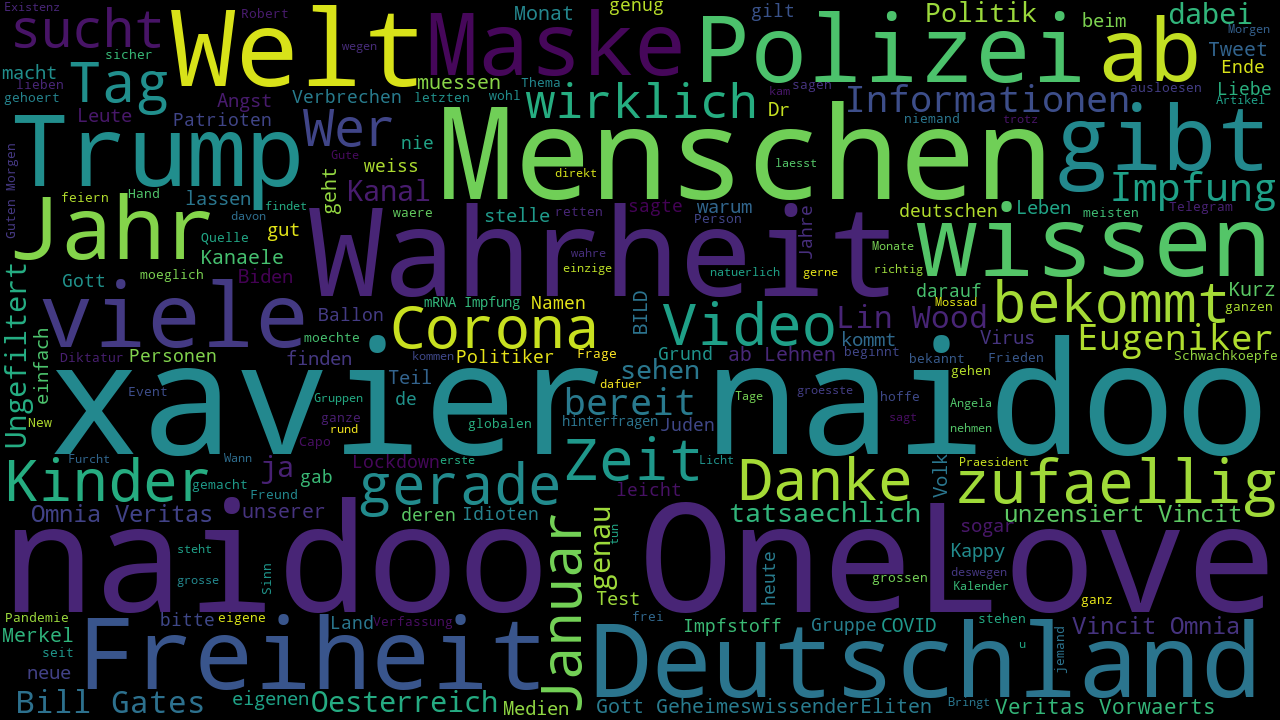 Existenz
Robert
Monat
genug
gilt
Politik
beim
dabei
Morgen
sucht
Welt
wegen
Maske
Polizei
ab
Tweet
sicher
macht
Tag
lieben
gehoert
muessen
Thema
sagen
ausloesen
Ende
Liebe
Artikel
Angst
Verbrechen
letzten
wohl
wirklich
kam
Dr
Informationen
niemand
trotz
Leute
Patrioten
Wer
nie
Menschen
gibt
Trump
Gute
weiss
direkt
laesst
Guten Morgen
feiern
Hand
lassen
geht
Kanal
Impfung
Jahr
davon
findet
waere
stelle
retten
sagte
warum
Person
Jahre
deutschen
Leben
meisten
Telegram
Quelle
gut
Wahrheit
wahre
einzige
natuerlich
gerne
Monate
richtig
wissen
Kanaele
Gott
moeglich
Biden
Ungefiltert
viele
Ballon
mRNA Impfung
Namen
BILD
Video
Lin Wood
darauf
bekommt
Mossad
Kurz
ganzen
Corona
moechte
kommt
Virus
Eugeniker
einfach
Diktatur
Personen
finden
kommen
Politiker
Frage
Grund
ab Lehnen
beginnt
bekannt
Frieden
Schwachkoepfe
xavier naidoo
Event
Teil
de
Gruppen
dafuer
sehen
Tage
groesste
hoffe
gehen
New
ganze
rund
Capo
globalen
bereit
hinterfragen
Juden
sagt
Angela
nehmen
Furcht
Wann
ja
Lockdown
erste
Zeit
Licht
Danke
Volk
Praesident
zufaellig
Kinder
gemacht
Freund
gab
gerade
leicht
Omnia Veritas
unserer
deren
Idioten
Januar
genau
tun
tatsaechlich
sogar
unzensiert Vincit
naidoo
steht
grosse
sinn
OneLove
heute
grossen
Kappy
deswegen
Kalender
Test
ganz
Pandemie
bitte
eigene
Land
Verfassung
frei
Impfstoff
Gruppe
COVID
stehen
Vincit Omnia
Merkel
seit
neue
Freiheit
Deutschland
u
jemand
Bill Gates
eigenen
Oesterreich
Medien
Gott GeheimeswissenderEliten
Bringt
Veritas Vorwaerts